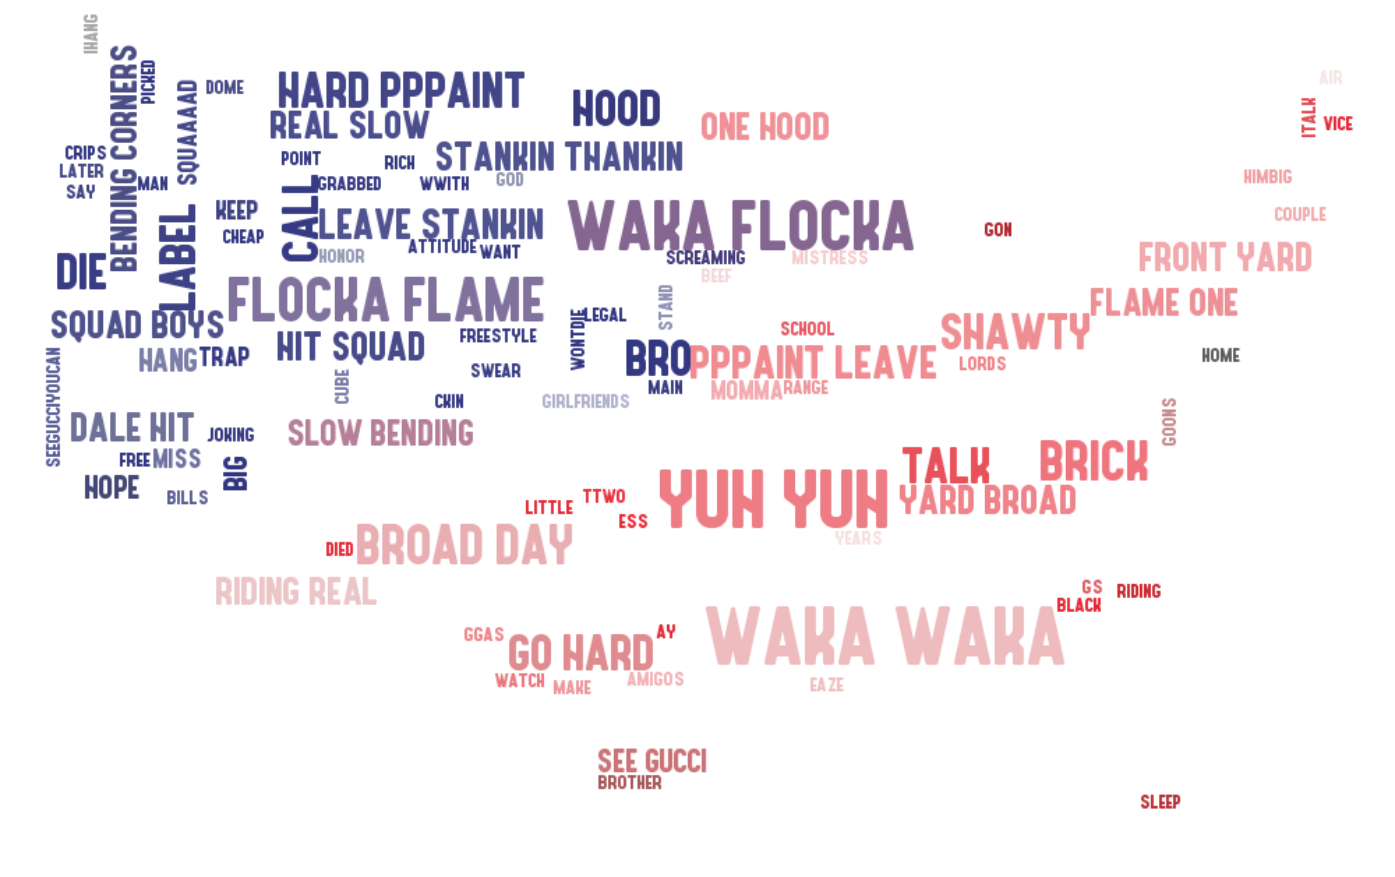 IHANG
BENDING CORNERS
PICKED
SQUAAAAD
DOME
HARD PPPAINT
HOOD
REAL SLOW
ONE HOOD
AIR
ITALK
VICE
CRIPS
LATER
SAY
MAN
POINT
RICH
STANKIN THANKIN
GRABBED
WWITH
GOD
HIMBIG
LABEL
KEEP
CHEAP
CALL
LEAVE STANKIN
HONOR
ATTITUDE
WANT
WAKA FLOCKA
SCREAMING
MISTRESS
BEEF
GON
COUPLE
FRONT YARD
DIE
FLOCKA FLAME
STAND
FLAME ONE
SQUAD BOYS
HANG
TRAP
HIT SQUAD
FREESTYLE
WONTDIE
LEGAL
SCHOOL
SHAWTY
BRO
PPPAINT LEAVE
LORDS
HOME
SEEGUCCIYOUCAN
CUBE
SWEAR
MAIN
MOMMA
RANGE
CKIN
GIRLFRIENDS
GOONS
DALE HIT
JOKING
SLOW BENDING
FREE
MISS
BIG
HOPE
BILLS
TALK
BRICK
YUH YUH
YARD BROAD
LITTLE
TTWO
ESS
YEARS
DIED
BROAD DAY
RIDING REAL
GS
RIDING
BLACK
WAKA WAKA
GGAS
GO HARD
AY
WATCH
MAKE
AMIGOS
EAZE
SEE GUCCI
BROTHER
SLEEP